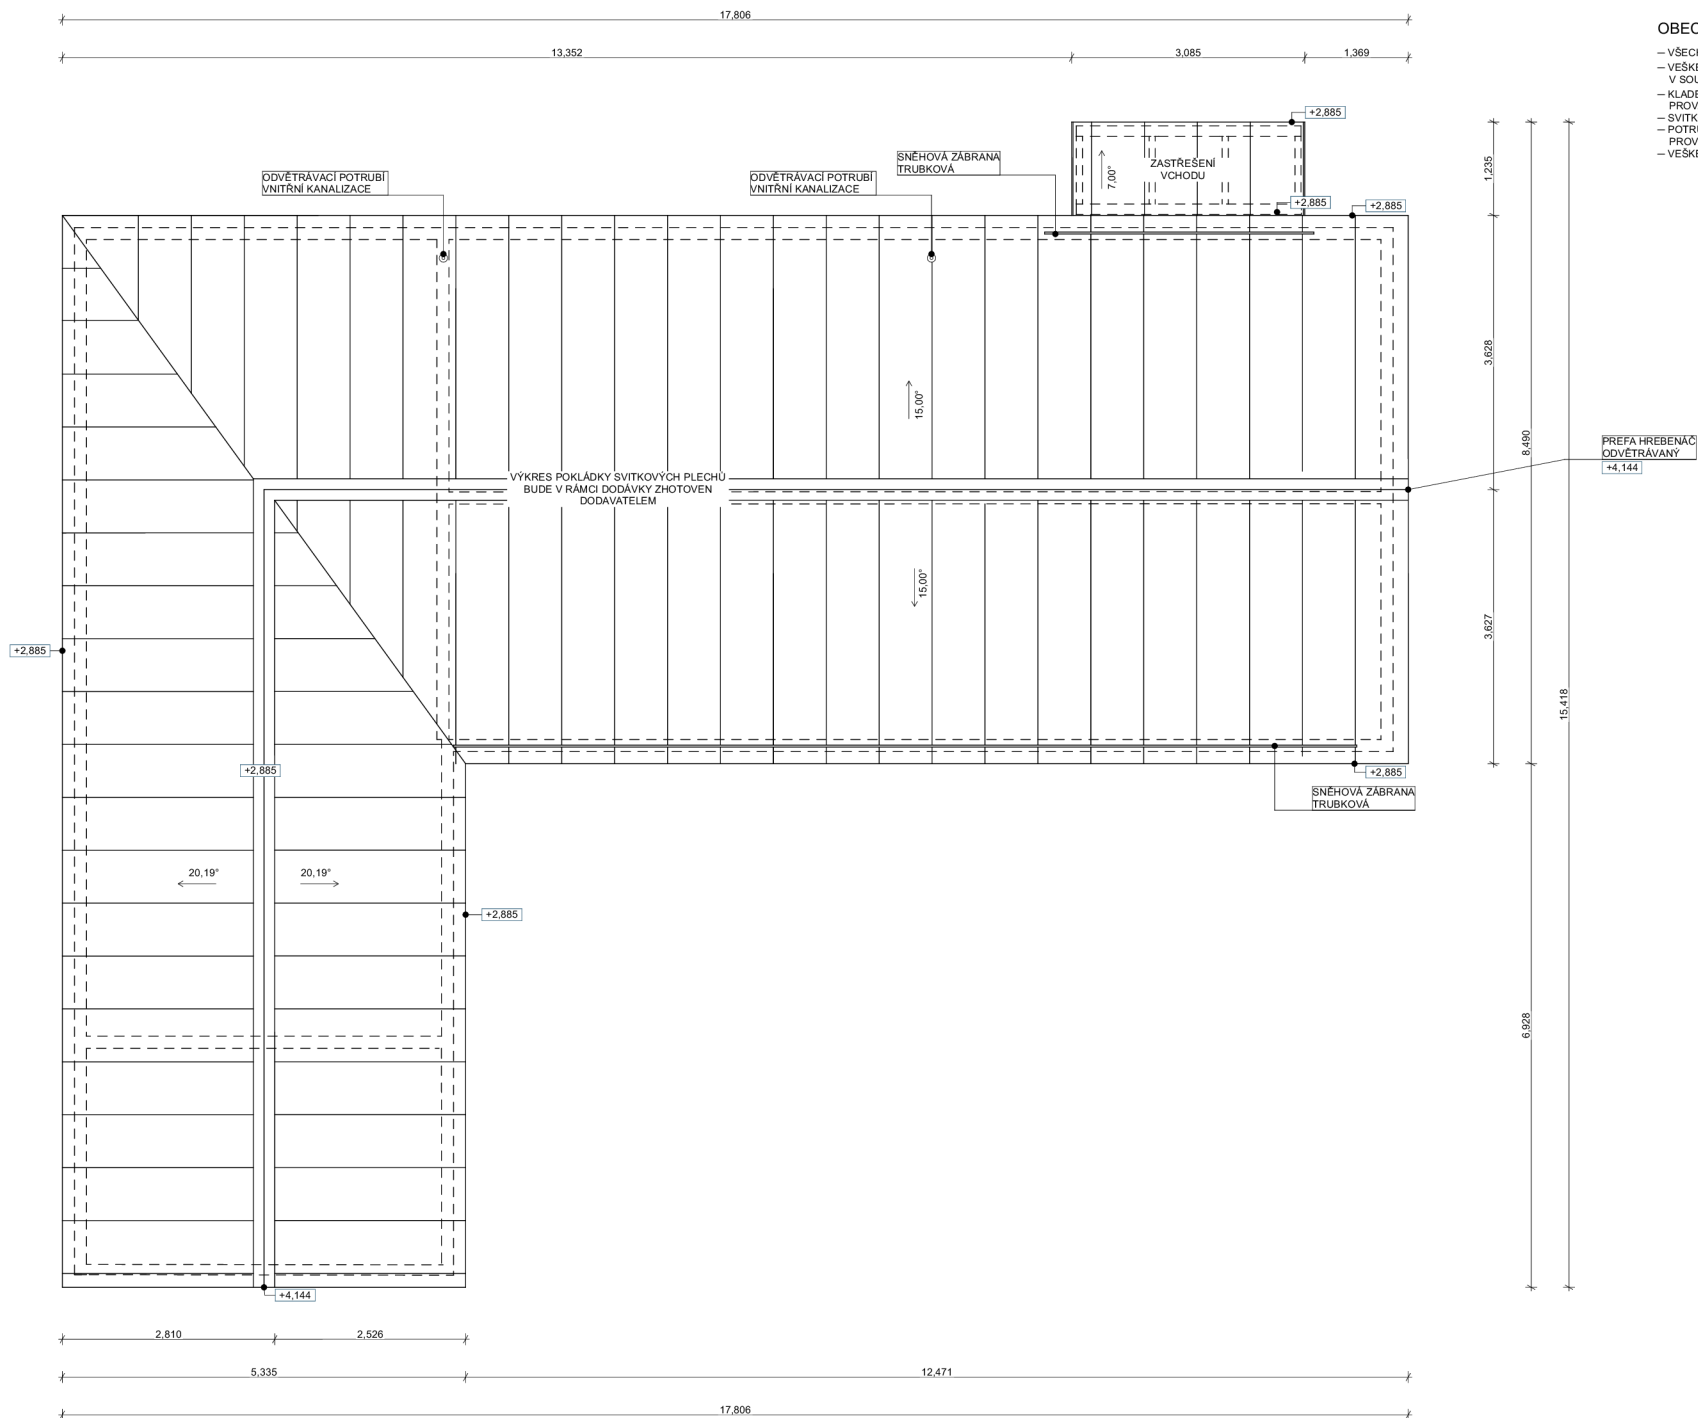 17,806
13,352
3,085
1,369
OBEC
– VŠECH
– VEŠKE
V SOU
– KLADE
PROV
– SVITK
– POTRU
PROV
– VEŠKE
+2,885
ZASTŘEŠENÍ
VCHODU
7,00°
1,235
SNĚHOVÁ ZÁBRANA
TRUBKOVÁ
ODVĚTRÁVACÍ POTRUBÍ
VNITŘNÍ KANALIZACE
ODVĚTRÁVACÍ POTRUBÍ
VNITŘNÍ KANALIZACE
+2,885
+2,885
3,628
15,00°
8,490
PREFA HREBENÁČ
ODVĚTRÁVANÝ
+4,144
VÝKRES POKLÁDKY SVITKOVÝCH PLECHŮ
BUDE V RÁMCI DODÁVKY ZHOTOVEN
DODAVATELEM
15,00°
3,627
+2,885
15,418
+2,885
+2,885
SNĚHOVÁ ZÁBRANA
TRUBKOVÁ
20,19°
20,19°
+2,885
6,928
+4,144
2,810
2,526
5,335
12,471
17,806